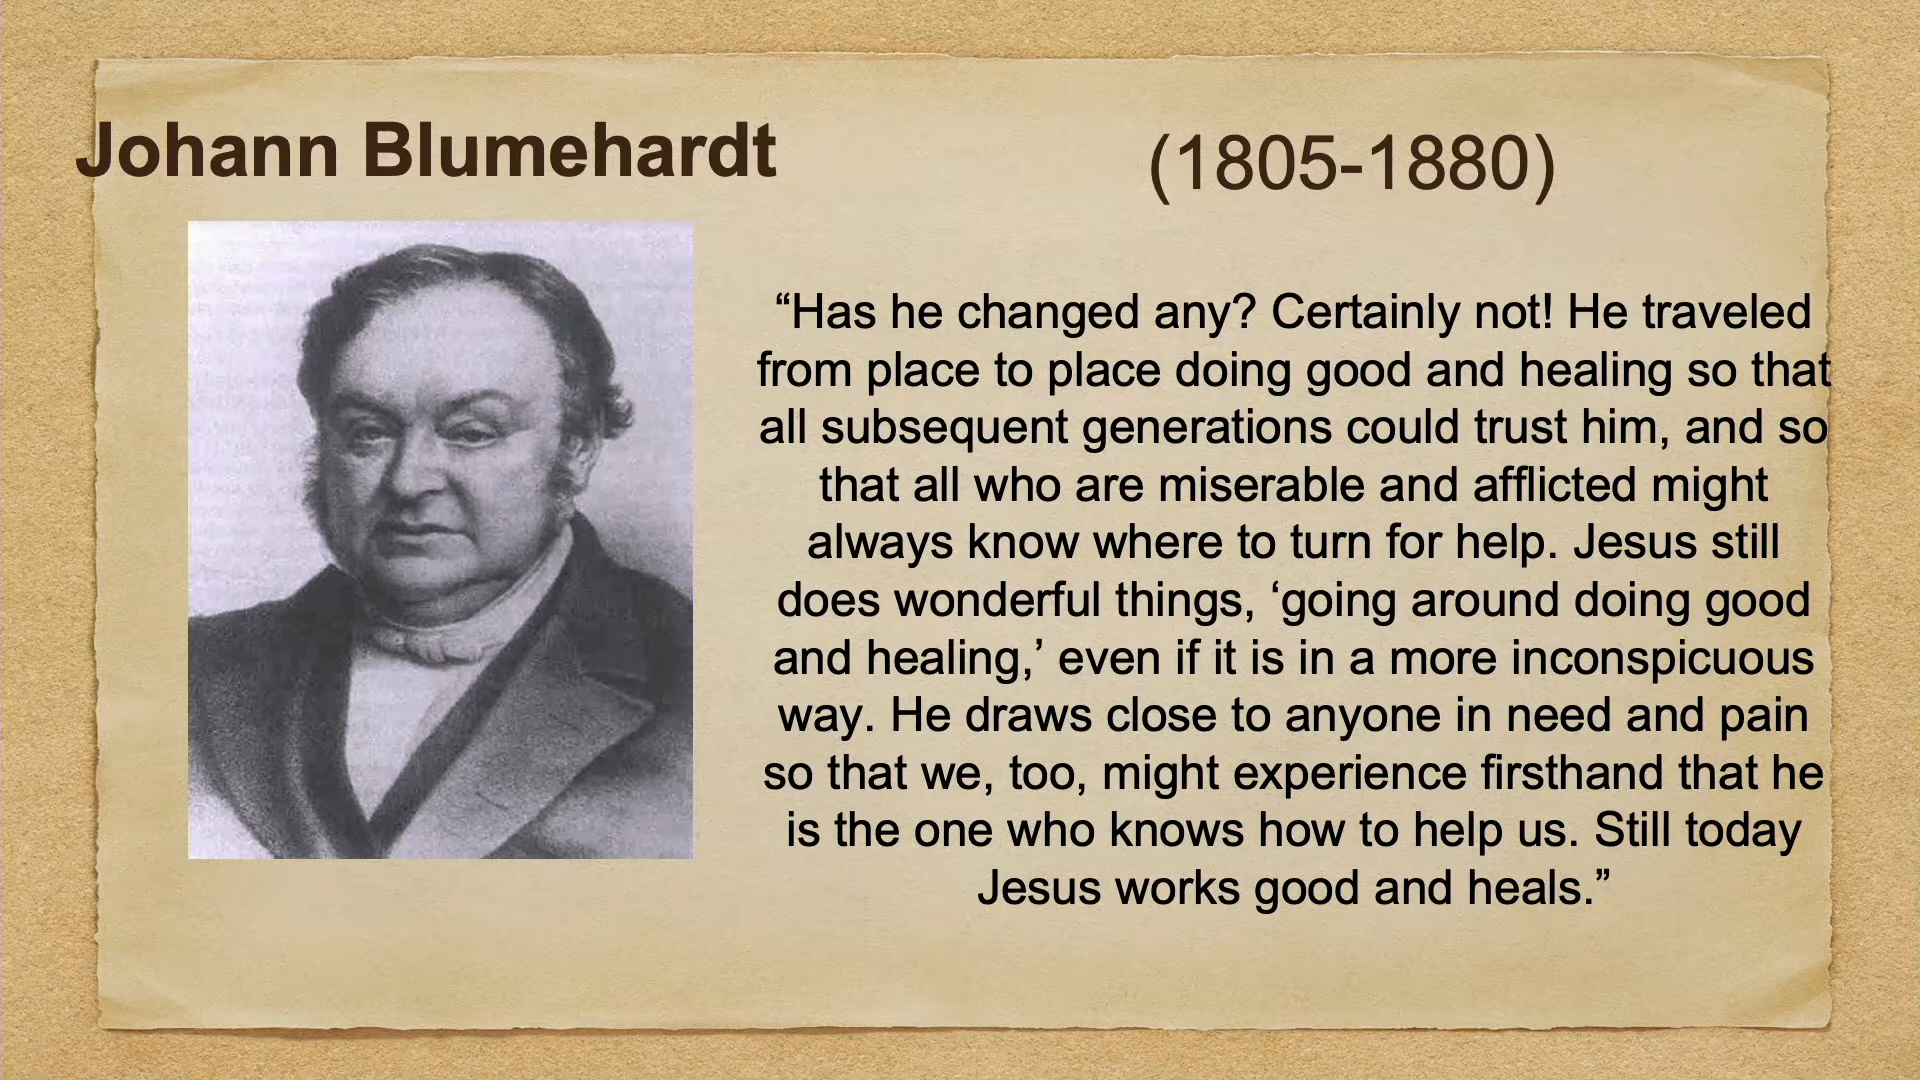 Johann Blumehardt
(1805-1880)
“Has he changed any? Certainly not! He traveled
from place to place doing good and healing so that
all subsequent generations could trust him, and so
that all who are miserable and afflicted might
always know where to turn for help. Jesus still
does wonderful things, ‘going around doing good
and healing,’ even if it is in a more inconspicuous
way. He draws close to anyone in need and pain
so that we, too, might experience firsthand that he
is the one who knows how to help us. Still today
Jesus works good and heals.”